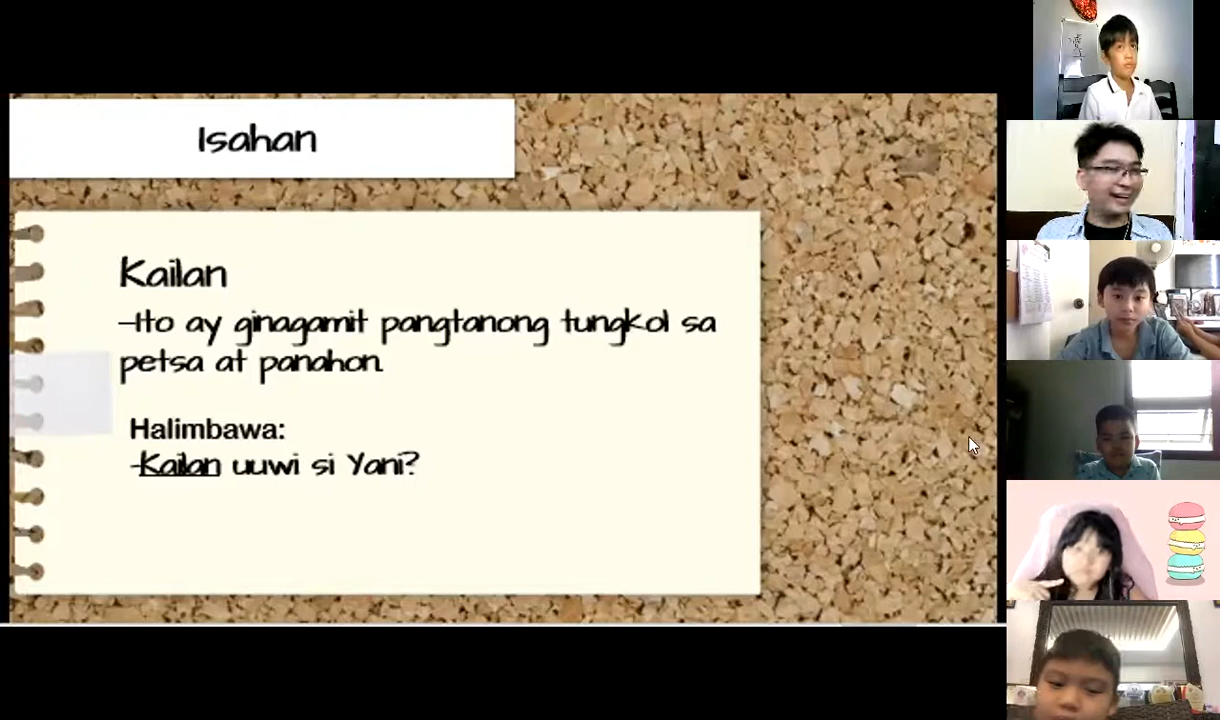 Isahan
Kailan
-Ito ay ginagamit pangtanong tungkol sa
petsa at panahon.
Halimbawa:
-Kailan uuwi si Yani?